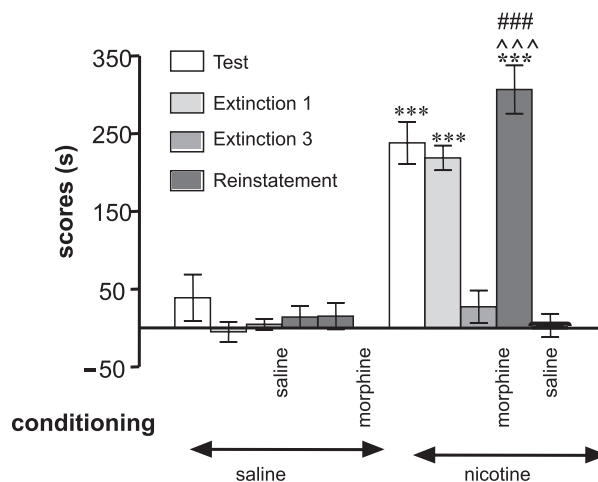 ###
^^^
***
350
Test
***
***
Extinction 1
250
Extinction 3
scores (s)
Reinstatement
150
50
−50
saline
morphine
morphine
saline
conditioning
saline
nicotine